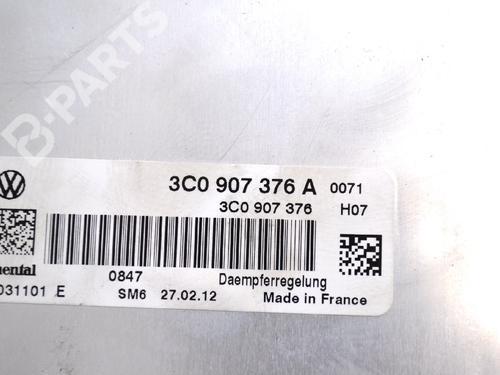 B-PARTS
3C0 907 376 A 0071
3C0 907 376 H07
0847 Daempferregelung
031101 E SM6 27.02.12 Made in France